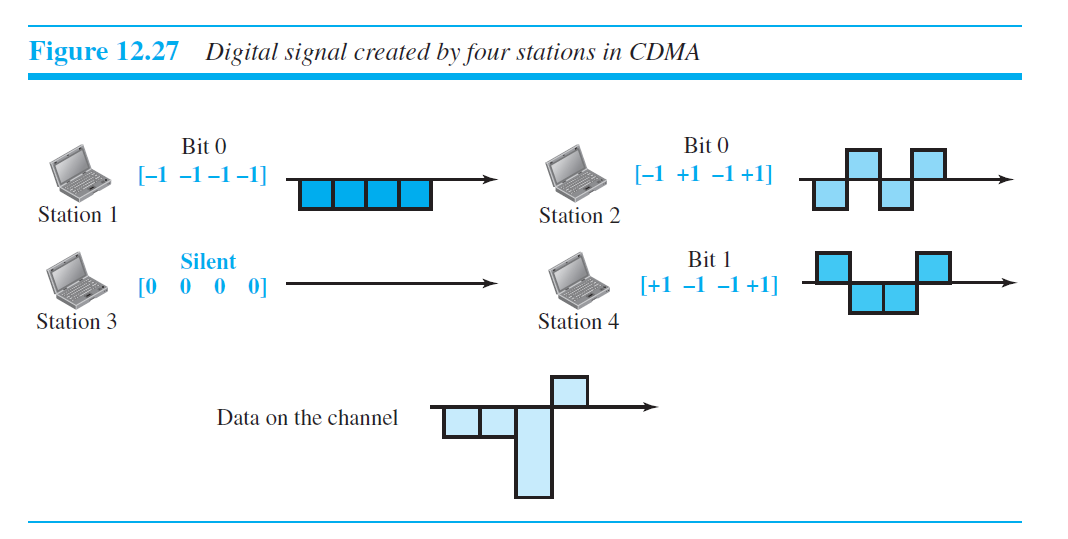 Figure 12.27 Digital signal created by four stations in CDMA
Bit 0
[–1 –1 –1 –1]
Station 1
Bit 0
[–1 +1 –1 +1]
Station 2
Silent
[0 0 0 0]
Station 3
Bit 1
[+1 –1 –1 +1]
Station 4
Data on the channel